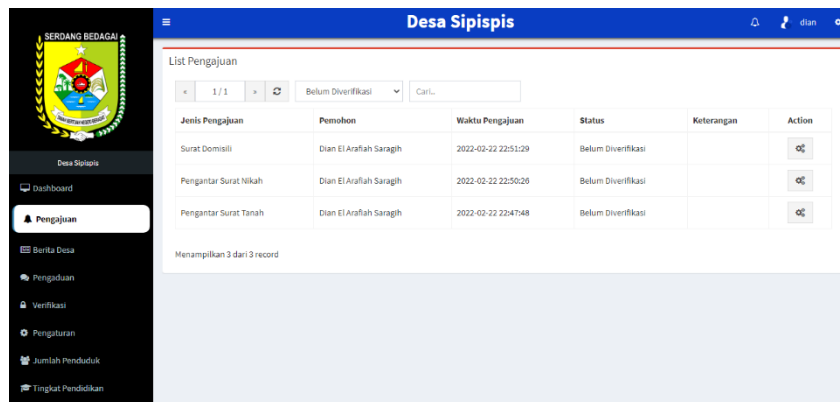 SERDANG BEDAGAI
Desa Sipispis
Dashboard
Pengajuan
Berita Desa
Pengaduan
Verifikasi
Pengaturan
Jumlah Penduduk
Tingkat Pendidikan
Desa Sipispis
dian
List Pengajuan
« 1 / 1 » Belum Diverifikasi Cari..
Jenis Pengajuan Pemohon Waktu Pengajuan Status Keterangan Action
Surat Domisili Dian El Arafiah Saragih 2022-02-22 22:51:29 Belum Diverifikasi
Pengantar Surat Nikah Dian El Arafiah Saragih 2022-02-22 22:50:26 Belum Diverifikasi
Pengantar Surat Tanah Dian El Arafiah Saragih 2022-02-22 22:47:48 Belum Diverifikasi
Menampilkan 3 dari 3 record